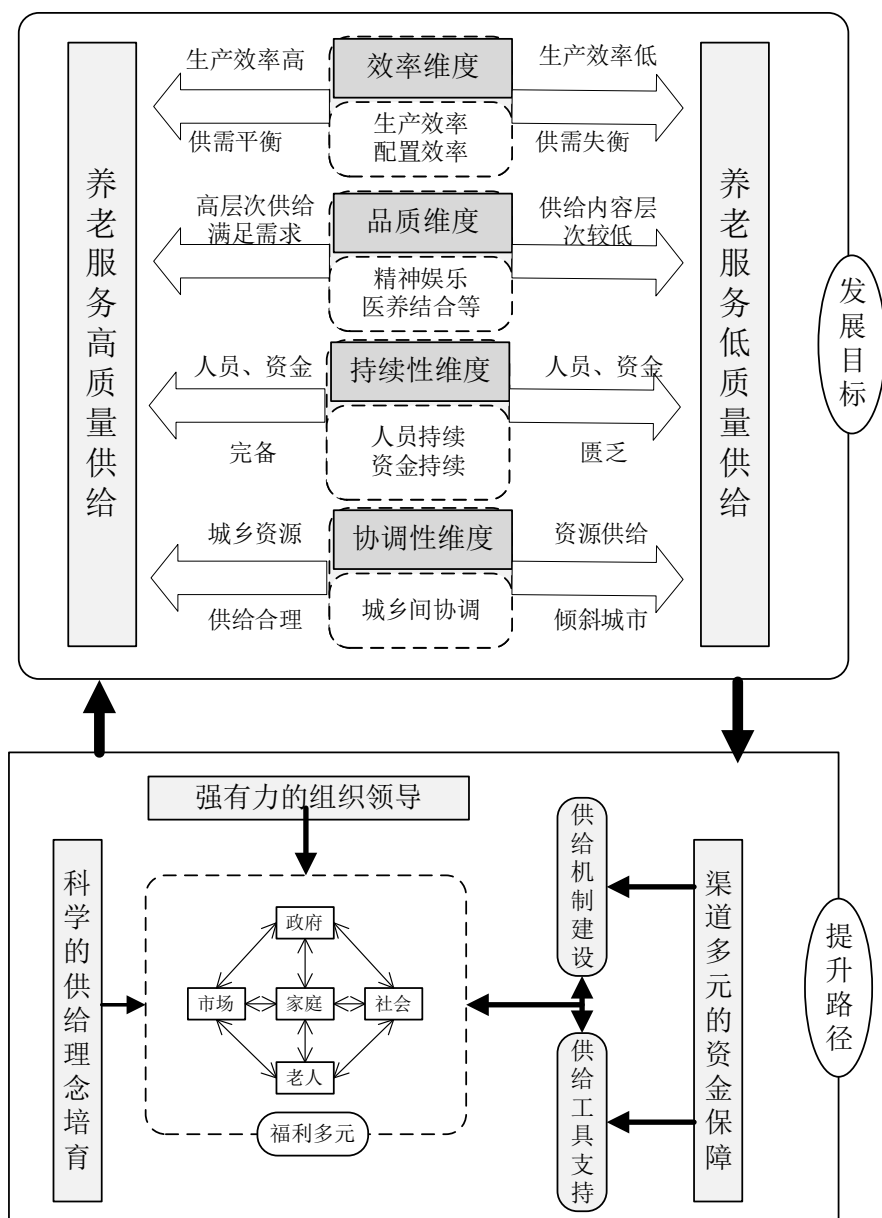 生产效率高
效率维度
生产效率低
生产效率
配置效率
供需平衡
供需失衡
养老服务高质量供给
养老服务低质量供给
高层次供给
满足需求
品质维度
供给内容层
次较低
精神娱乐
医养结合等
发展目标
人员、资金
持续性维度
人员、资金
人员持续
资金持续
完备
匮乏
城乡资源
协调性维度
资源供给
供给合理
城乡间协调
倾斜城市
强有力的组织领导
科学的供给理念培育
政府
市场
家庭
社会
老人
福利多元
供给机制建设
供给工具支持
渠道多元的资金保障
提升路径